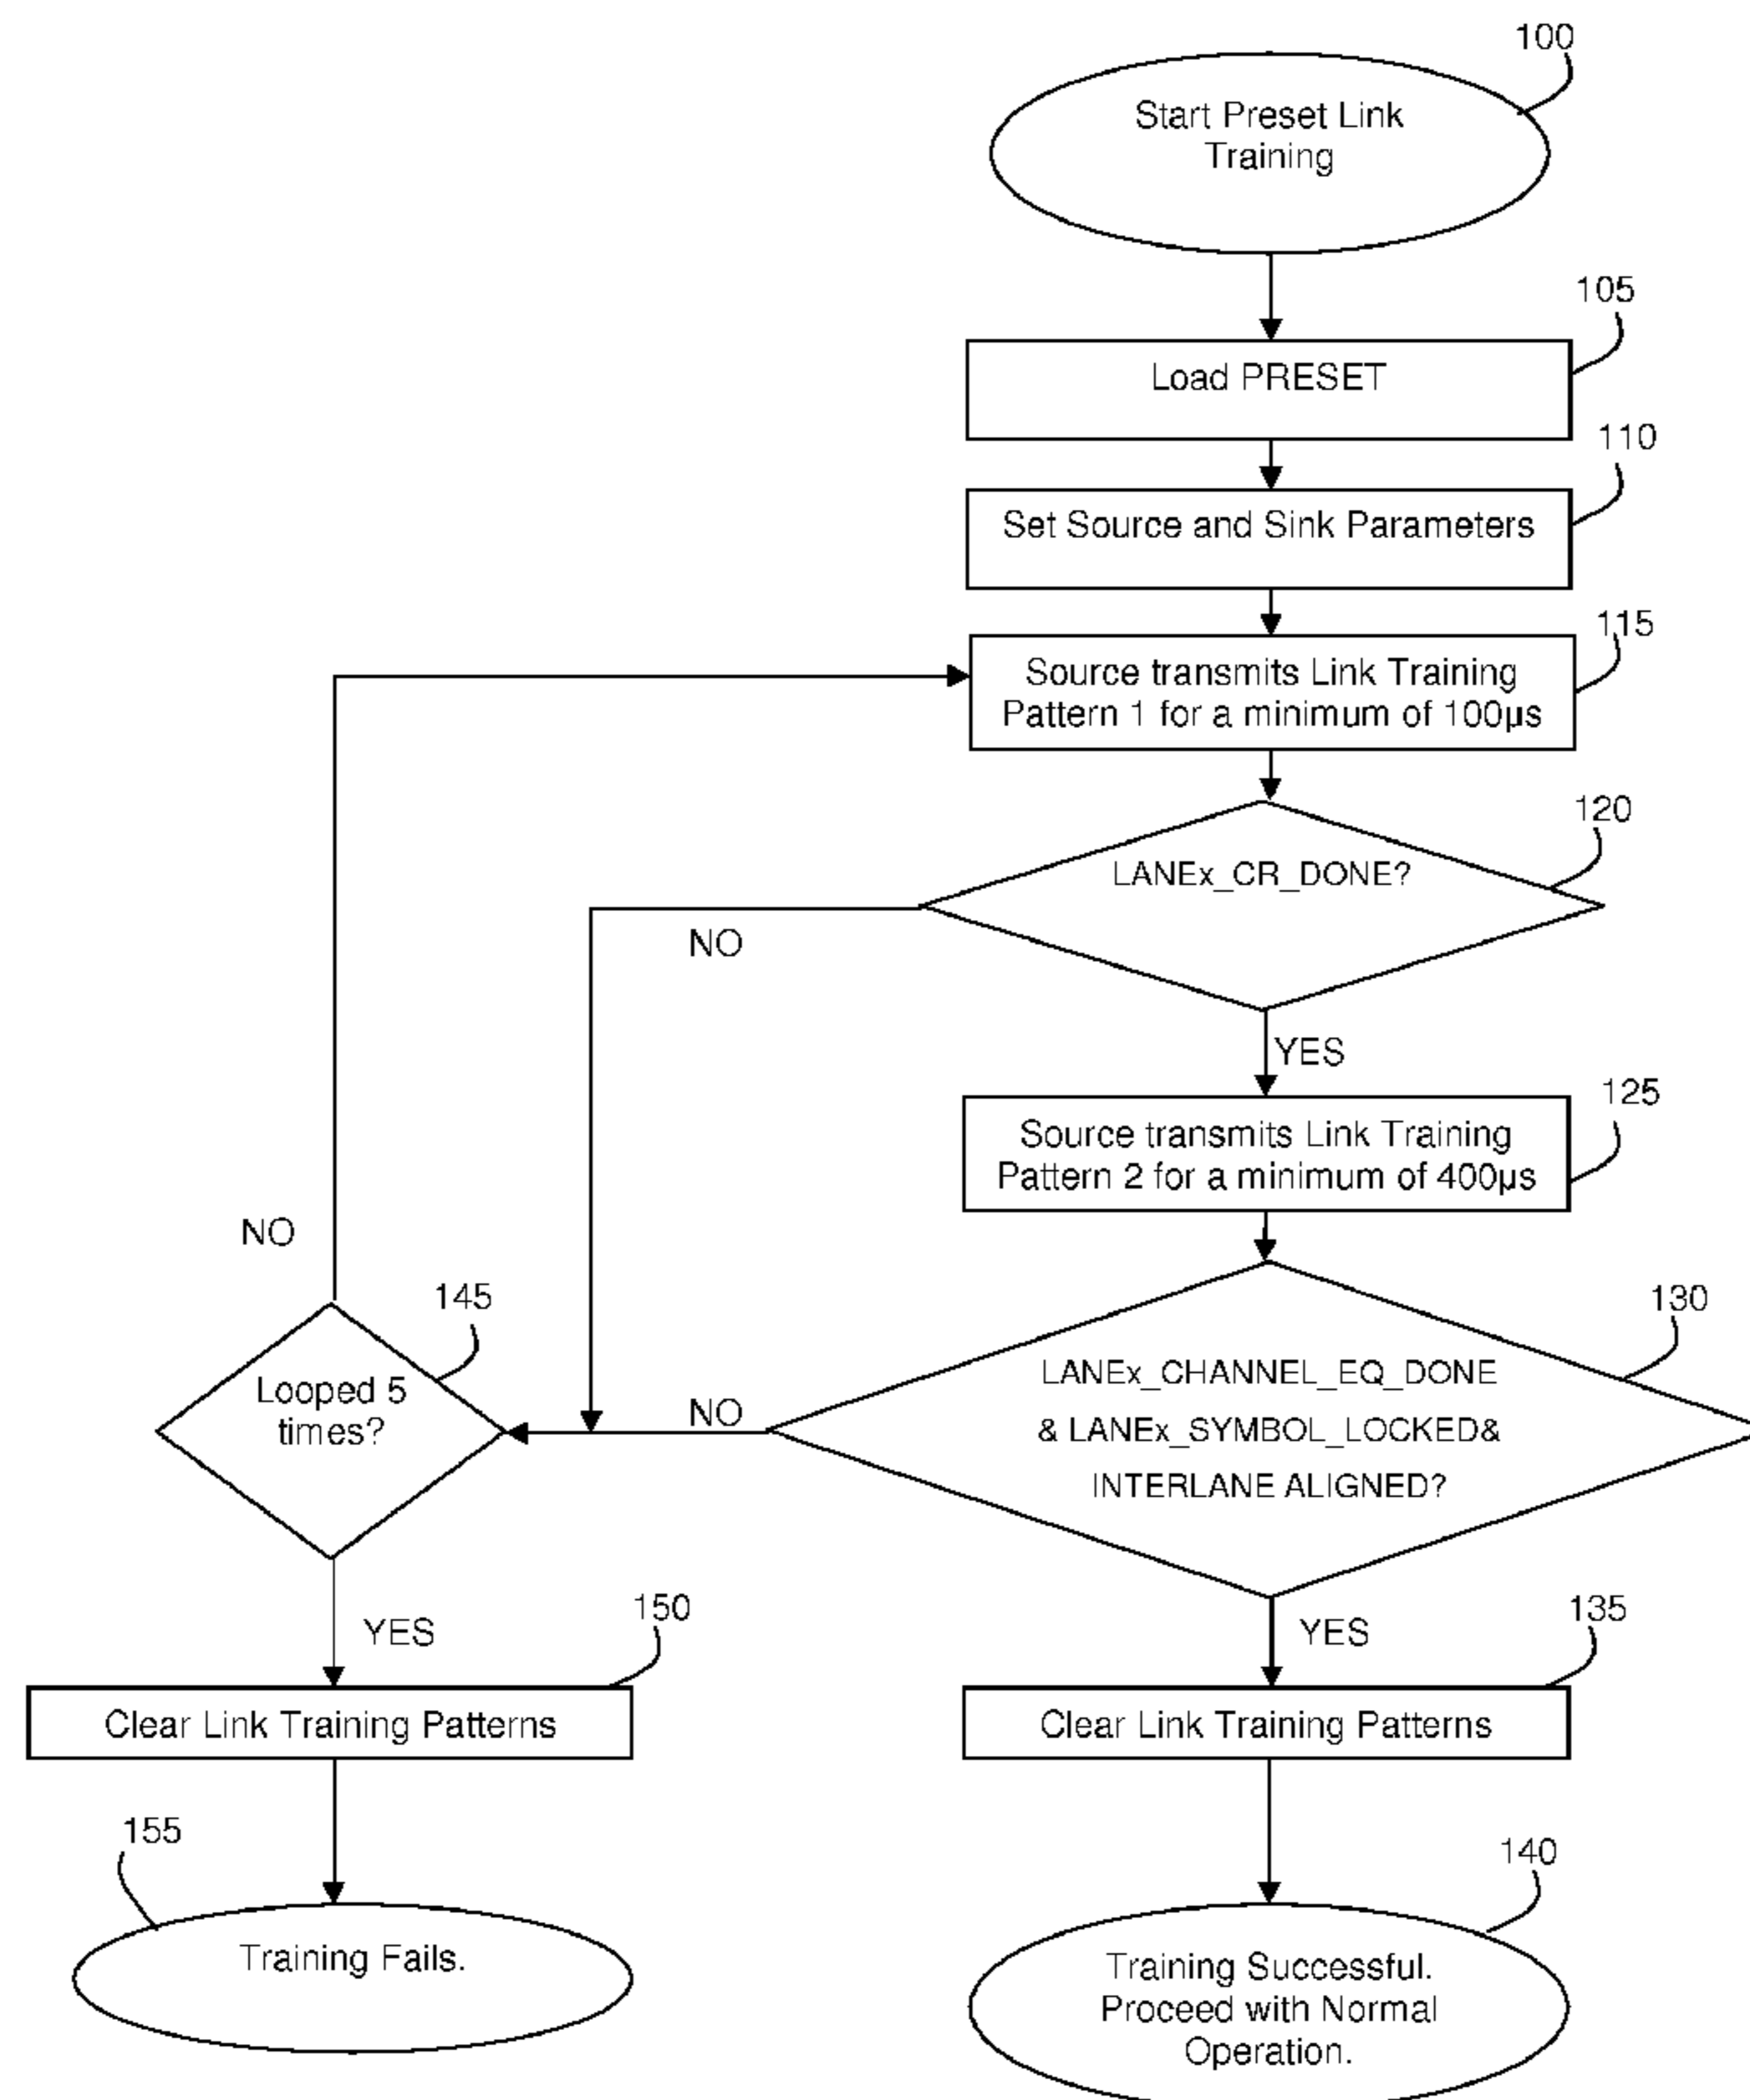 100
Start Preset Link
Training
105
Load PRESET
110
Set Source and Sink Parameters
115
Source transmits Link Training
Pattern 1 for a minimum of 100µs
120
LANEx_CR_DONE?
NO
YES
125
Source transmits Link Training
Pattern 2 for a minimum of 400µs
NO
145
Looped 5
times?
NO
130
LANEx_CHANNEL_EQ_DONE
& LANEx_SYMBOL_LOCKED&
INTERLANE ALIGNED?
YES
150
Clear Link Training Patterns
YES
135
Clear Link Training Patterns
155
Training Fails.
140
Training Successful.
Proceed with Normal
Operation.